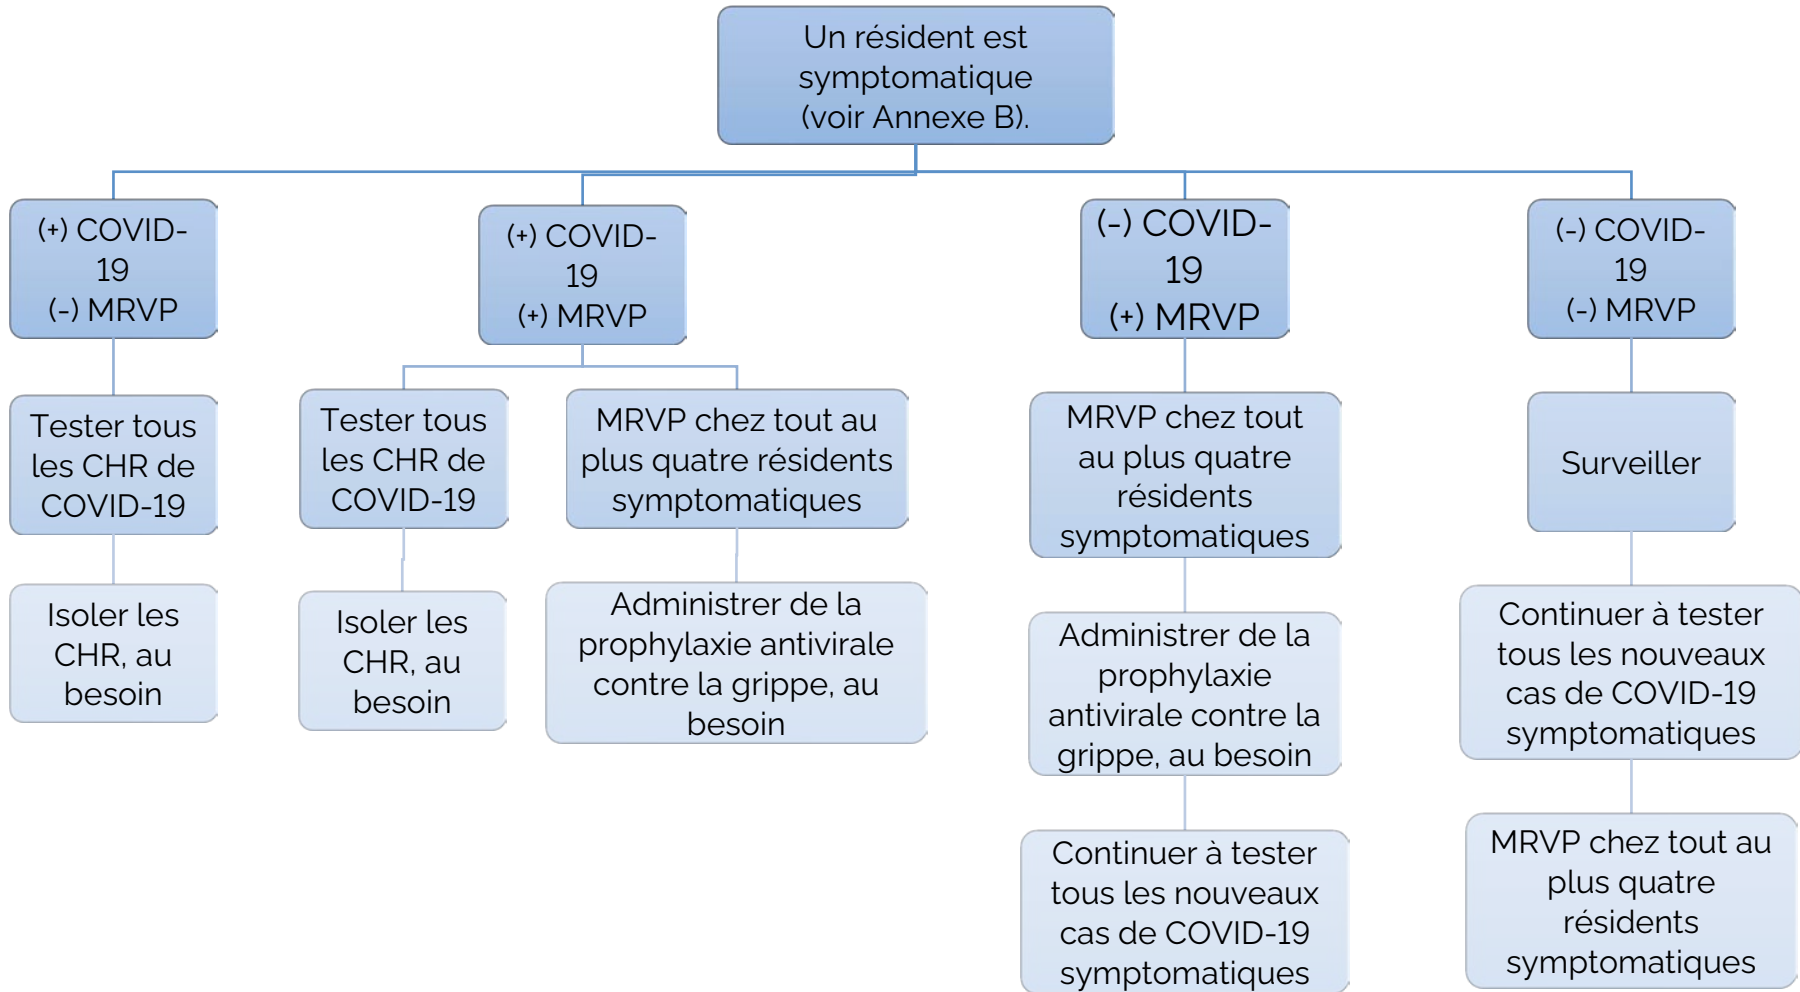 Un résident est
symptomatique
(voir Annexe B).
(+) COVID-
19
(-) MRVP
(+) COVID-
19
(+) MRVP
(-) COVID-
19
(+) MRVP
(-) COVID-
19
(-) MRVP
Tester tous
les CHR de
COVID-19
Tester tous
les CHR de
COVID-19
MRVP chez tout au
plus quatre résidents
symptomatiques
MRVP chez tout
au plus quatre
résidents
symptomatiques
Surveiller
Isoler les
CHR, au
besoin
Isoler les
CHR, au
besoin
Administrer de la
prophylaxie antivirale
contre la grippe, au
besoin
Administrer de la
prophylaxie
antivirale contre la
grippe, au besoin
Continuer à tester
tous les nouveaux
cas de COVID-19
symptomatiques
Continuer à tester
tous les nouveaux
cas de COVID-19
symptomatiques
MRVP chez tout au
plus quatre
résidents
symptomatiques